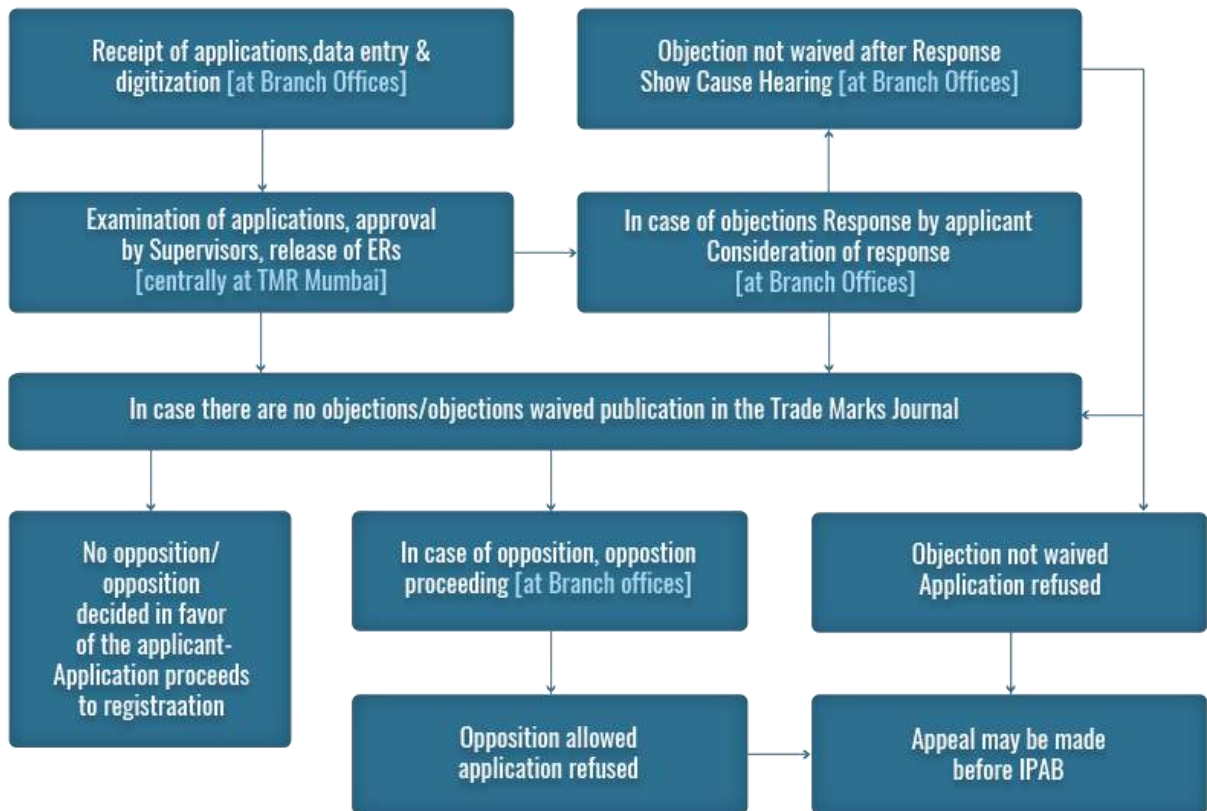 Receipt of applications,data entry &
digitization [at Branch Offices]
Objection not waived after Response
Show Cause Hearing [at Branch Offices]
Examination of applications, approval
by Supervisors, release of ERs
[centrally at TMR Mumbai]
In case of objections Response by applicant
Consideration of response
[at Branch Offices]
In case there are no objections/objections waived publication in the Trade Marks Journal
No opposition/
opposition
decided in favor
of the applicant-
Application proceeds
to registraation
In case of opposition, oppostion
proceeding [at Branch offices]
Objection not waived
Application refused
Opposition allowed
application refused
Appeal may be made
before IPAB